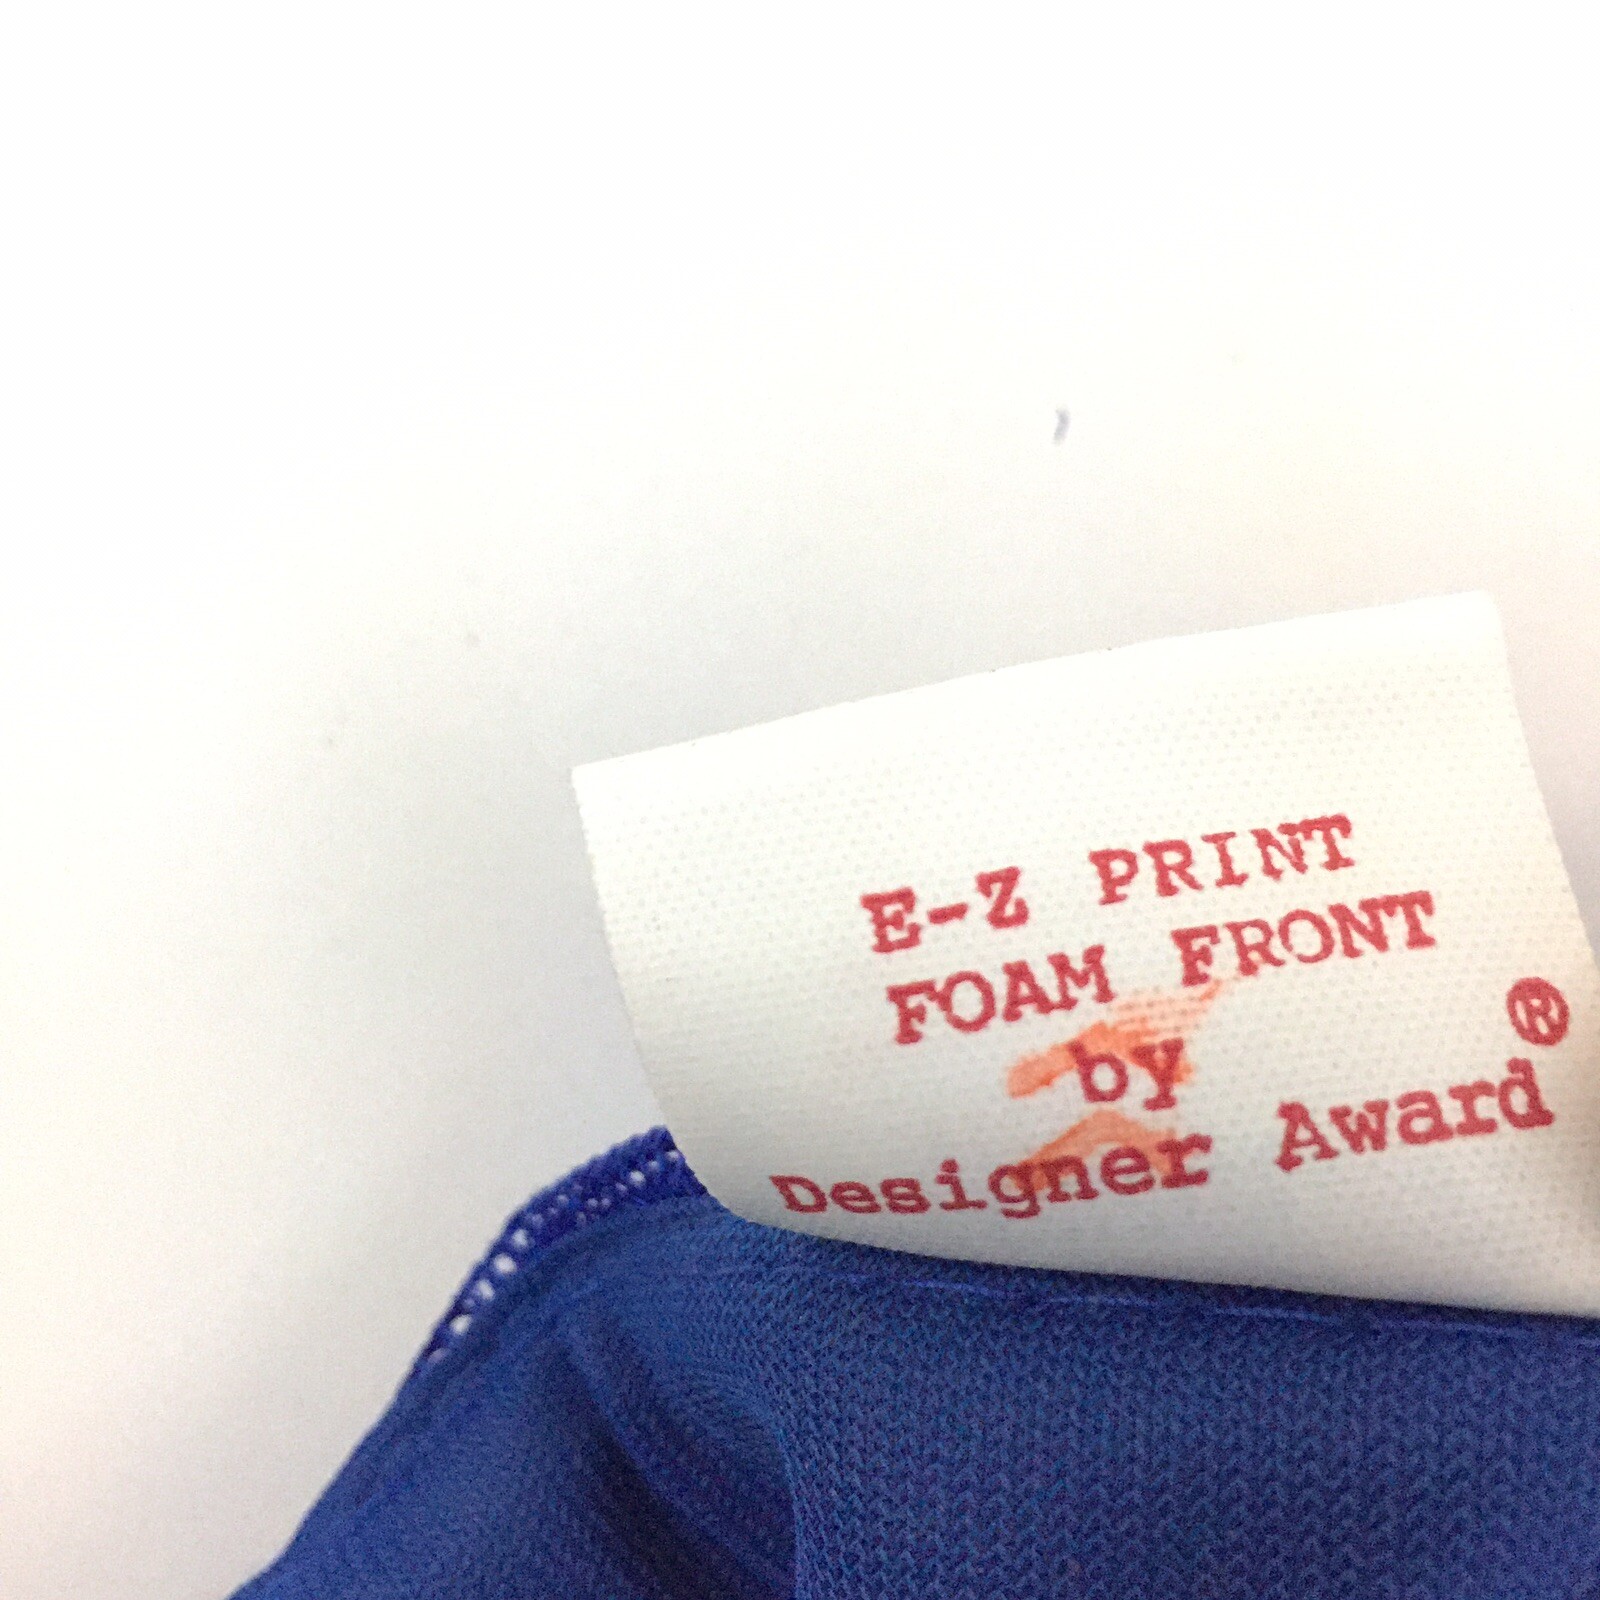 E-Z PRINT
FOAM FRONT
by
Designer Award®